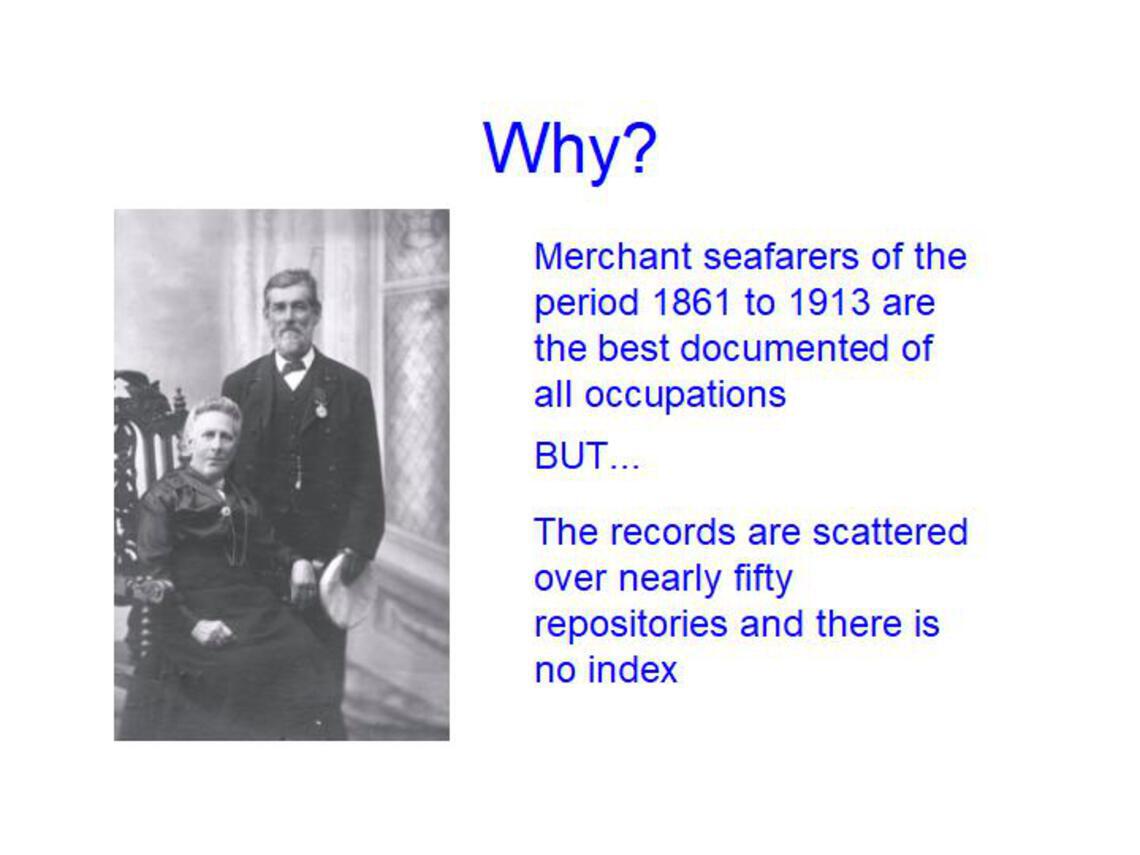 Why?
Merchant seafarers of the
period 1861 to 1913 are
the best documented of
all occupations
BUT...
The records are scattered
over nearly fifty
repositories and there is
no index